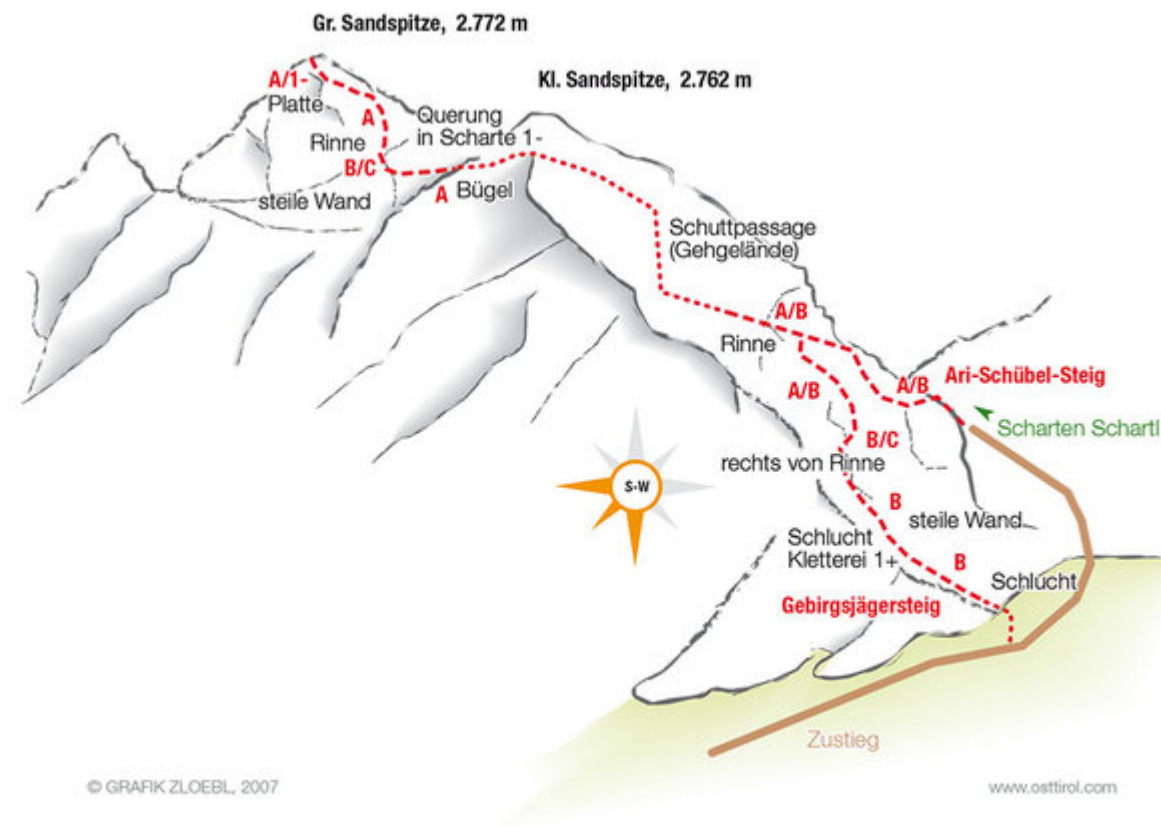 Gr. Sandspitze, 2.772 m
Kl. Sandspitze, 2.762 m
A/1-
Platte
A
Querung
in Scharte 1-
Rinne
B/C
steile Wand
A
Bügel
Schuttpassage
(Gehgelände)
A/B
Rinne
A/B
A/B
Ari-Schübel-Steig
Scharten Schartl
B/C
rechts von Rinne
S-W
B
steile Wand
Schlucht
Kletterei 1+
B
Schlucht
Gebirgsjägersteig
Zustieg
© GRAFIK ZLOEBL, 2007
www.osttirol.com